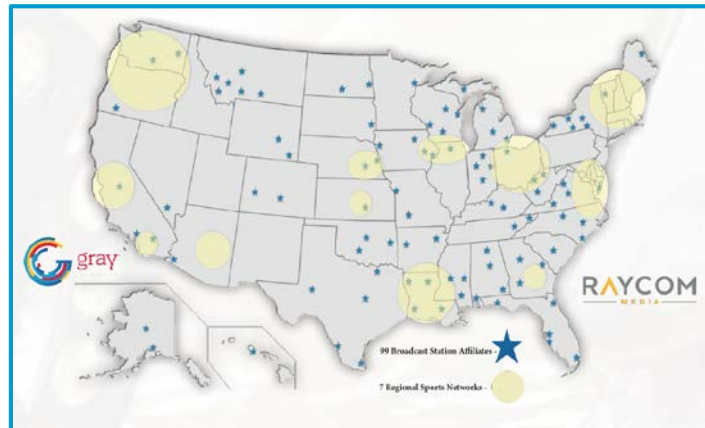 gray
RAYCOM
MEDIA
99 Broadcast Station Affiliates -
7 Regional Sports Networks -